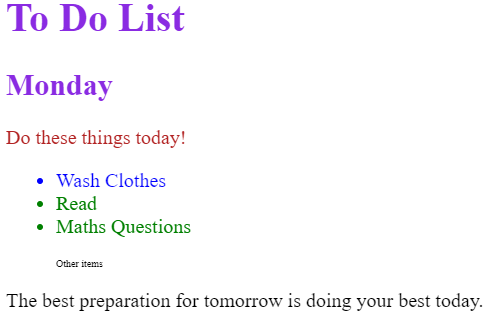 To Do List
Monday
Do these things today!
Wash Clothes
Read
Maths Questions
Other items
The best preparation for tomorrow is doing your best today.